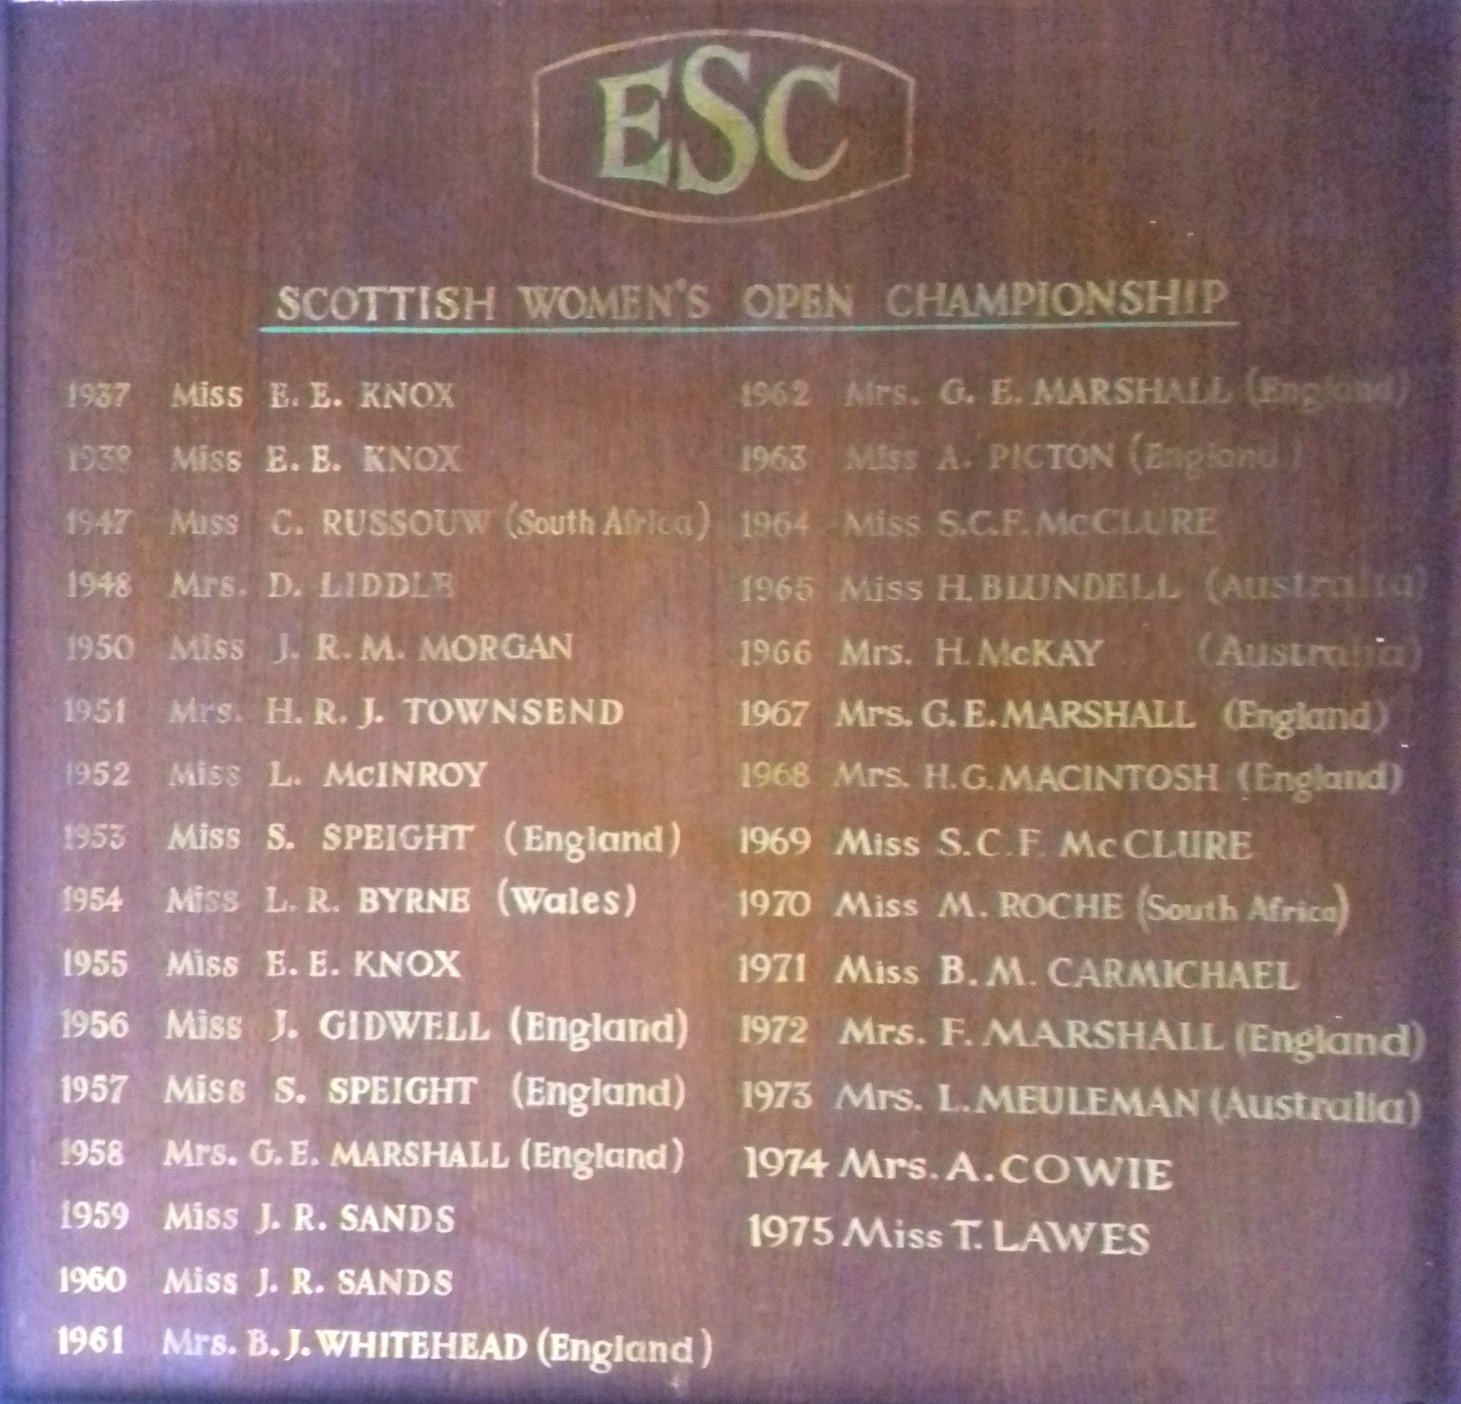 ESC
SCOTTISH WOMEN'S OPEN CHAMPIONSHIP
1937 Miss E. E. KNOX
1938 Miss E. E. KNOX
1947 Miss C. RUSSOUW (South Africa)
1948 Mrs. D. LIDDLE
1950 Miss J. R. M. MORGAN
1951 Mrs. H. R. J. TOWNSEND
1952 Miss L. McINROY
1953 Miss S. SPEIGHT (England)
1954 Miss L. R. BYRNE (Wales)
1955 Miss E. E. KNOX
1956 Miss J. GIDWELL (England)
1957 Miss S. SPEIGHT (England)
1958 Mrs. G. E. MARSHALL (England)
1959 Miss J. R. SANDS
1960 Miss J. R. SANDS
1961 Mrs. B. J. WHITEHEAD (England)
1962 Mrs. G. E. MARSHALL (England)
1963 Miss A. PICTON (England)
1964 Miss S.C.F. McCLURE
1965 Miss H. BLUNDELL (Australia)
1966 Mrs. H. McKAY (Australia)
1967 Mrs. G. E. MARSHALL (England)
1968 Mrs. H. G. MACINTOSH (England)
1969 Miss S. C. F. McCLURE
1970 Miss M. ROCHE (South Africa)
1971 Miss B. M. CARMICHAEL
1972 Mrs. F. MARSHALL (England)
1973 Mrs. L. MEULEMAN (Australia)
1974 Mrs. A. COWIE
1975 Miss T. LAWES